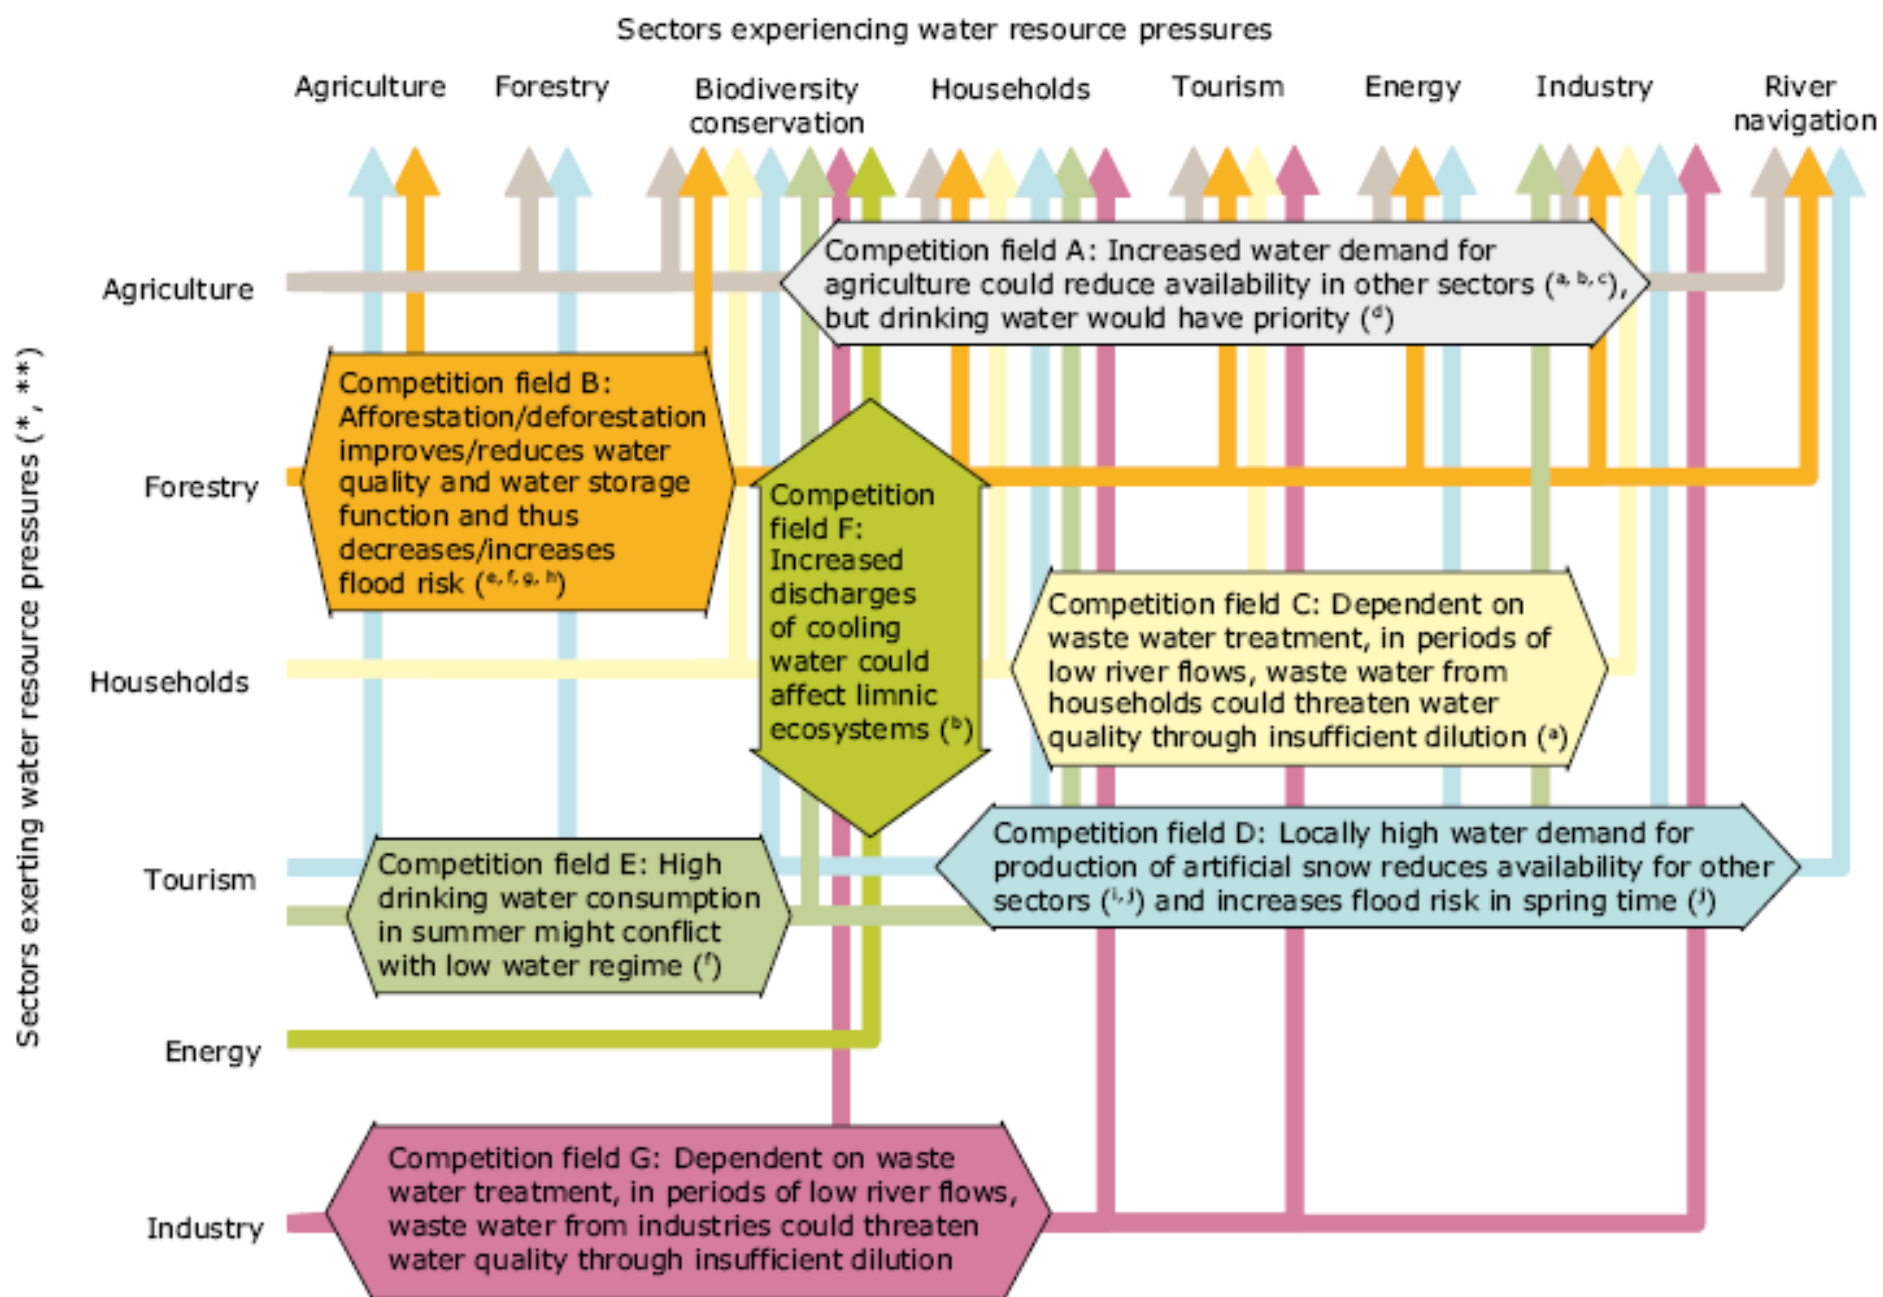 Sectors experiencing water resource pressures
Agriculture
Forestry
Biodiversity
conservation
Households
Tourism
Energy
Industry
River
navigation
Sectors exerting water resource pressures (*, **)
Agriculture
Competition field A: Increased water demand for
agriculture could reduce availability in other sectors (a, b, c),
but drinking water would have priority (d)
Forestry
Competition field B:
Afforestation/deforestation
improves/reduces water
quality and water storage
function and thus
decreases/increases
flood risk (e, f, g, h)
Competition
field F:
Increased
discharges
of cooling
water could
affect limnic
ecosystems (b)
Households
Competition field C: Dependent on
waste water treatment, in periods of
low river flows, waste water from
households could threaten water
quality through insufficient dilution (a)
Tourism
Competition field E: High
drinking water consumption
in summer might conflict
with low water regime (f)
Competition field D: Locally high water demand for
production of artificial snow reduces availability for other
sectors (i, j) and increases flood risk in spring time (j)
Energy
Industry
Competition field G: Dependent on waste
water treatment, in periods of low river flows,
waste water from industries could threaten
water quality through insufficient dilution